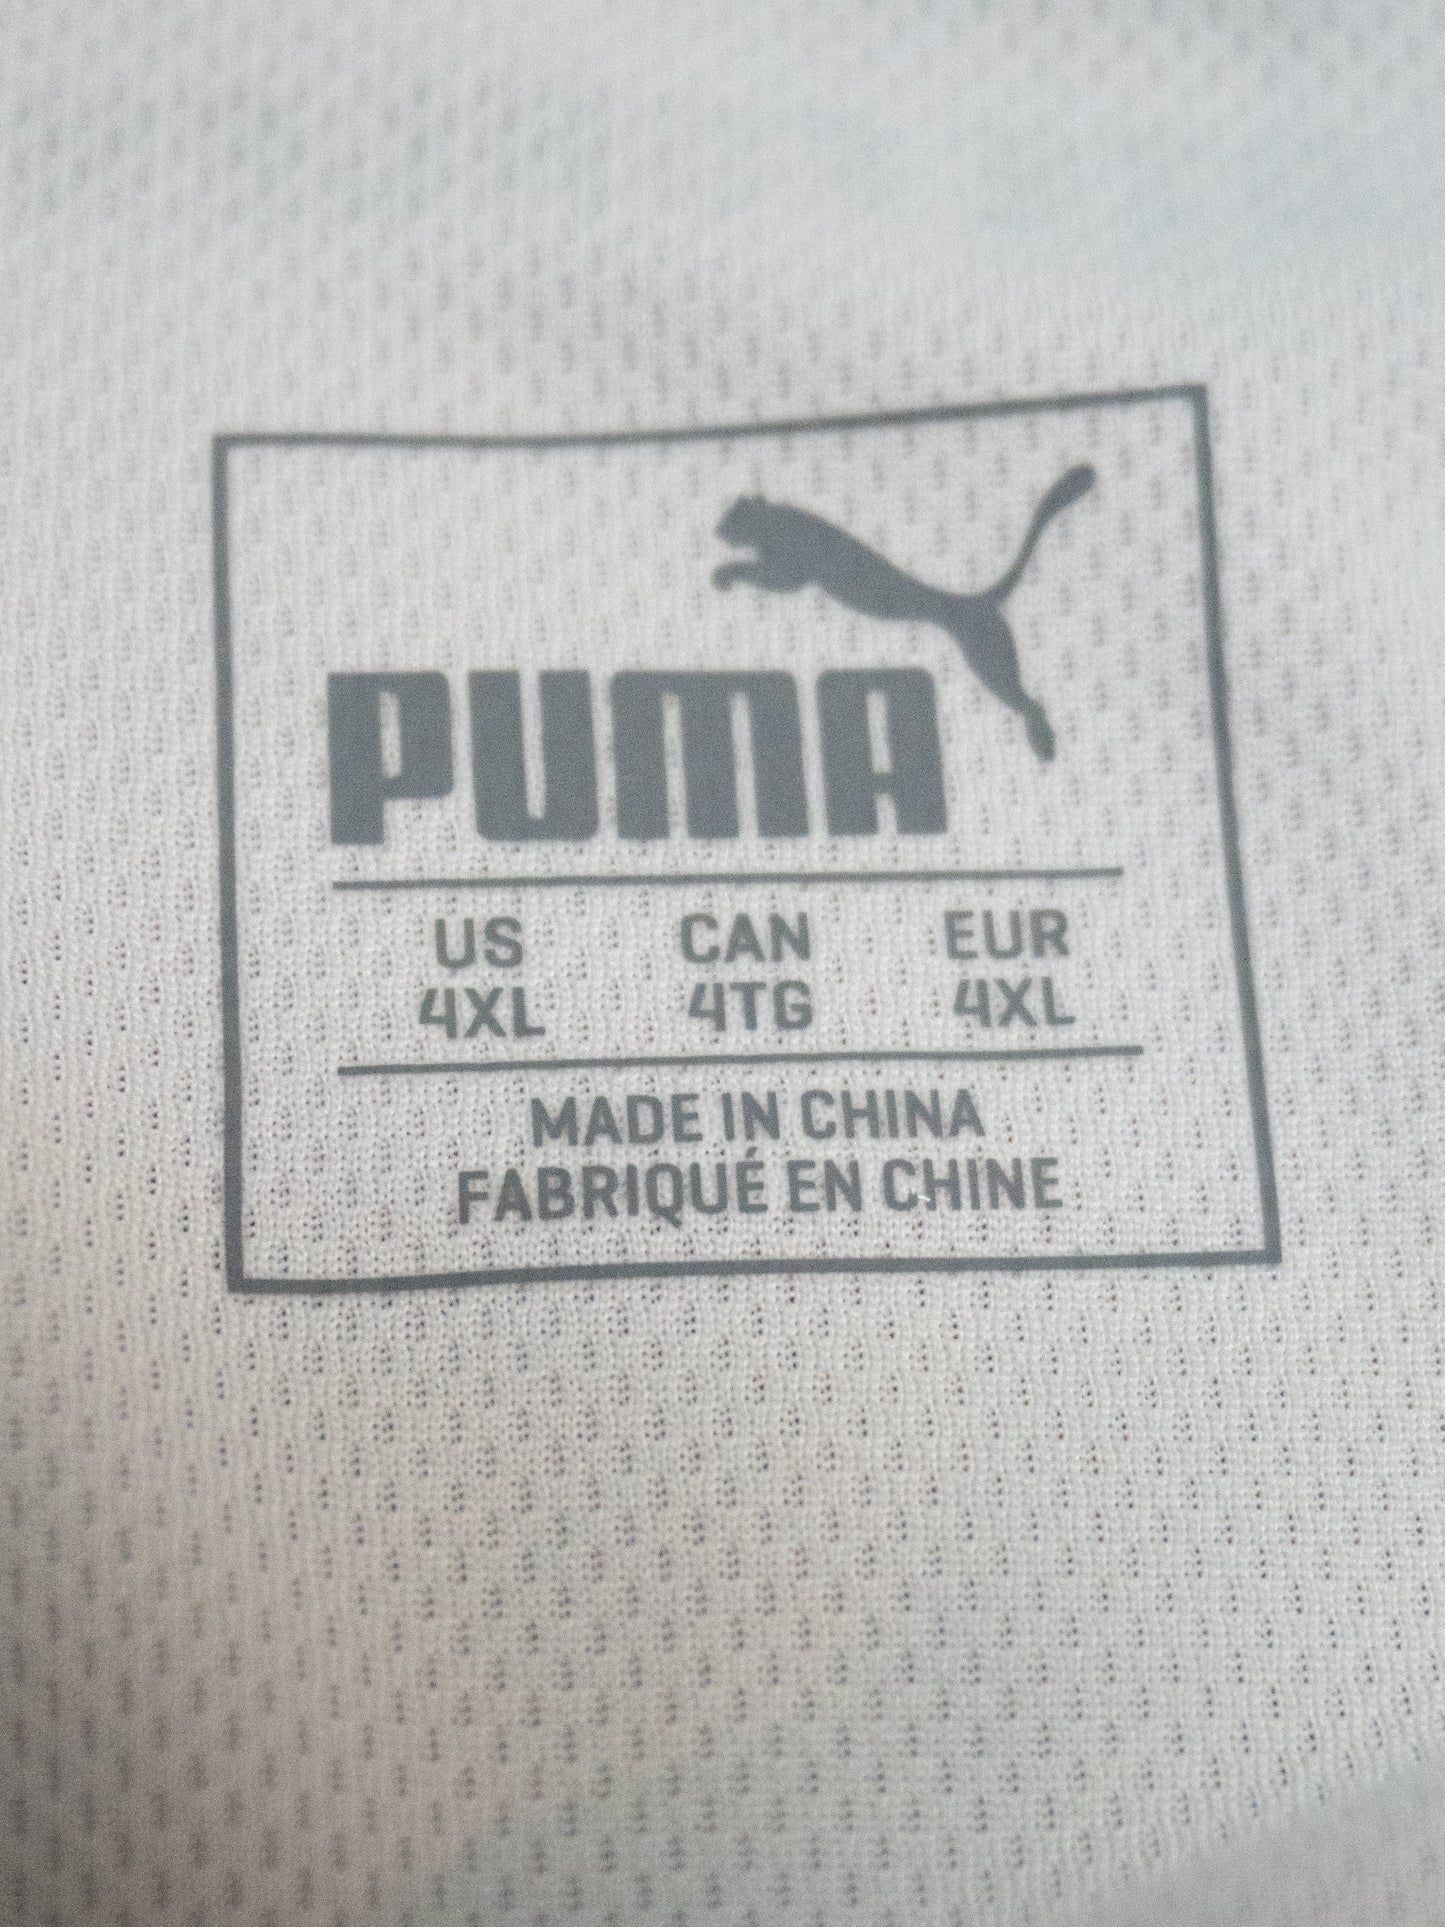 PUMA
US CAN EUR
4XL 4TG 4XL
MADE IN CHINA
FABRIQUÉ EN CHINE